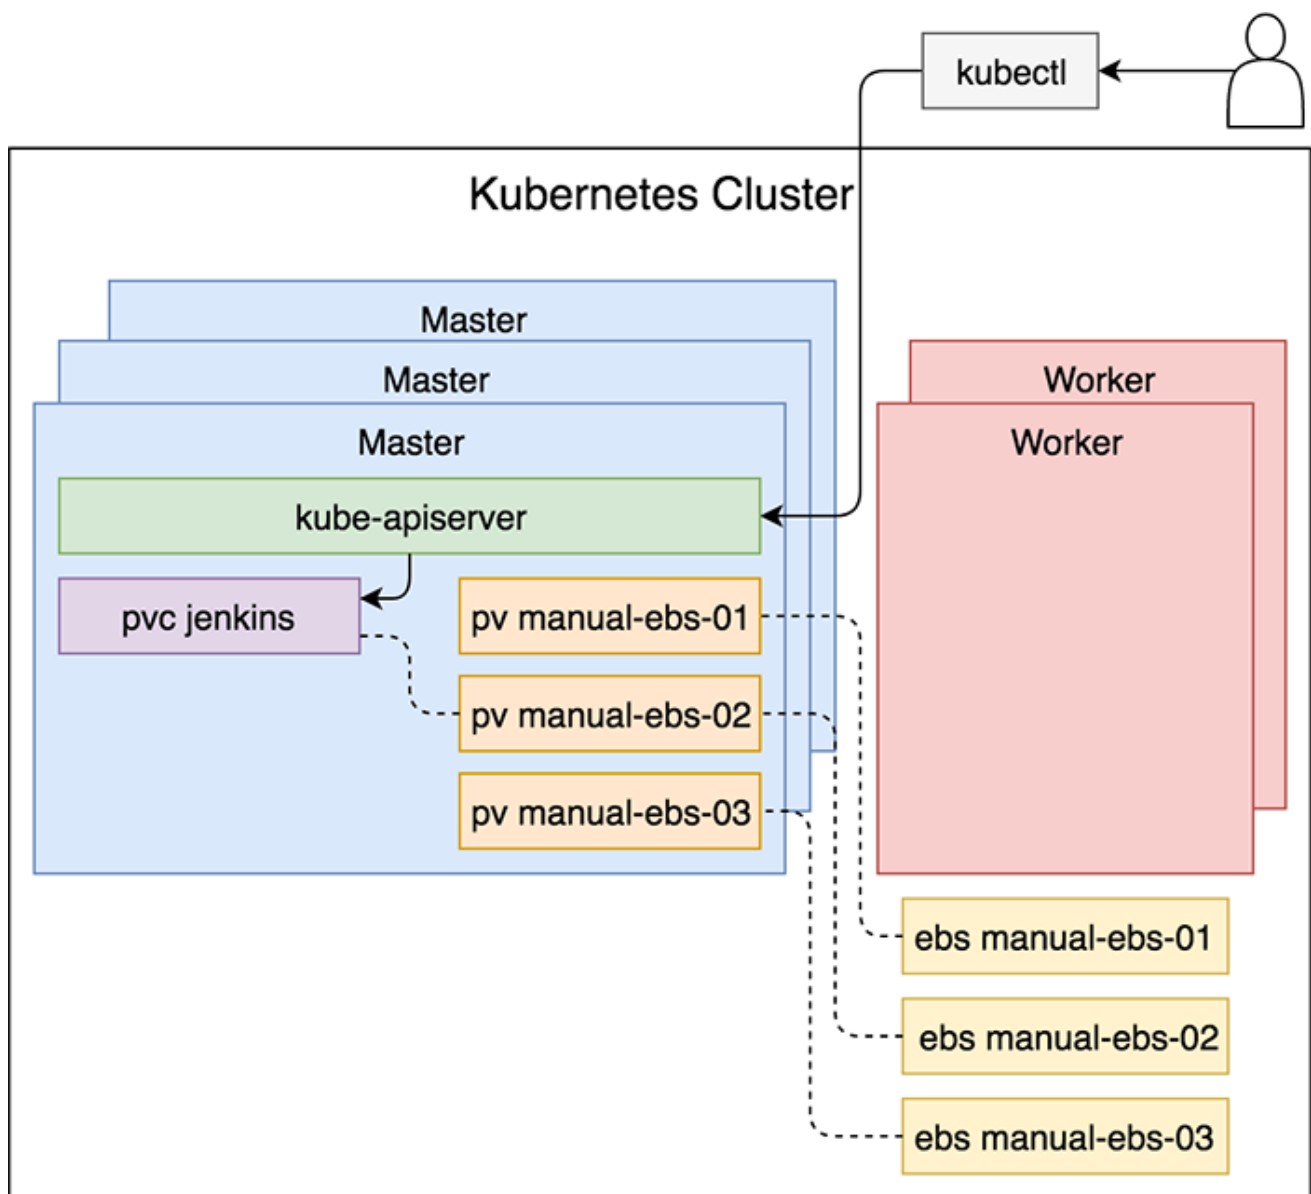 kubectl
Kubernetes Cluster
Master
Master
Master
kube-apiserver
pvc jenkins
pv manual-ebs-01
pv manual-ebs-02
pv manual-ebs-03
Worker
Worker
ebs manual-ebs-01
ebs manual-ebs-02
ebs manual-ebs-03